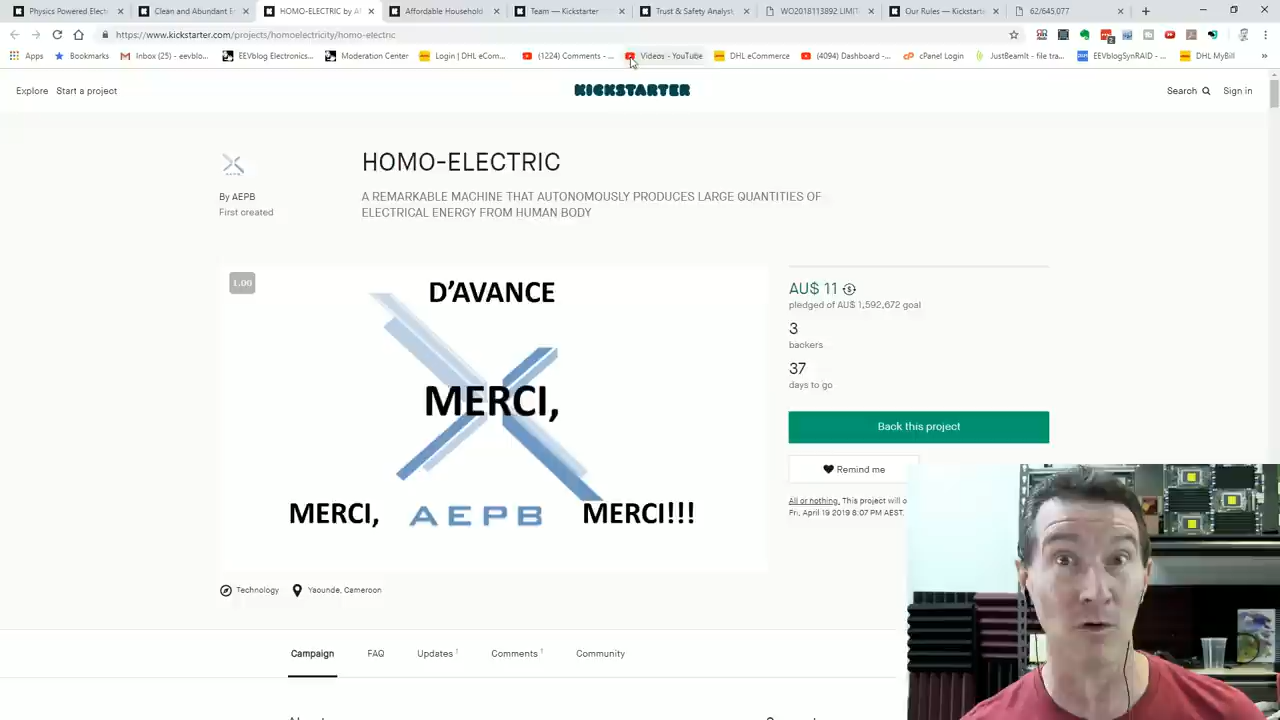 Physics Powered Elect
Clean and Abundant E
HOMO-ELECTRIC by A
Affordable Household
Team — Kickstarter
Trust & Safety Analyst
WO2018113892 LIMIT
Our Rules — Kickstarte
62/645.077
https://www.kickstarter.com/projects/homoelectricity/homo-electric
Apps
Bookmarks
Inbox (25) - eevblo...
EEVblog Electronics...
Moderation Center
Login | DHL eCom...
(1224) Comments - ...
Videos - YouTube
DHL eCommerce
(4094) Dashboard -...
cPanel Login
JustBeamIt - file tra...
EEVblogSynRAID - ...
DHL MyBill
Explore
Start a project
KICKSTARTER
Search
Sign in
HOMO-ELECTRIC
By AEPB
First created
A REMARKABLE MACHINE THAT AUTONOMOUSLY PRODUCES LARGE QUANTITIES OF
ELECTRICAL ENERGY FROM HUMAN BODY
1.00
D'AVANCE
MERCI,
MERCI,
AEPB
MERCI!!!
AU$ 11
pledged of AU$ 1,592,672 goal
3
backers
37
days to go
Back this project
Remind me
All or nothing. This project will o
Fri, April 19 2019 8:07 PM AEST.
Technology
Yaounde, Cameroon
Campaign
FAQ
Updates 1
Comments 1
Community